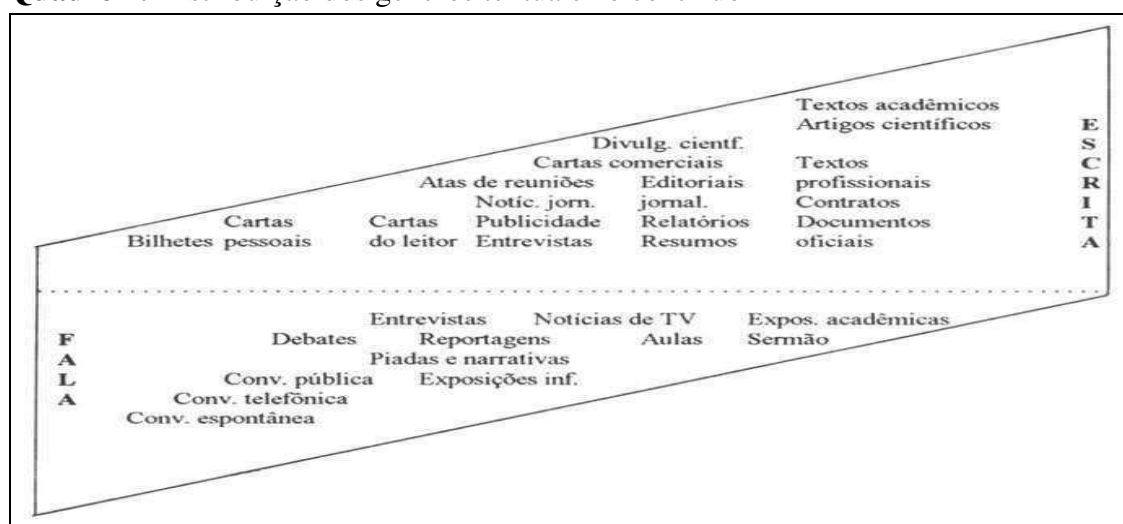 Textos acadêmicos
Artigos científicos
Divulg. cientf.
Cartas comerciais Textos
Atas de reuniões Editoriais profissionais
Notíc. jorn. jornal. Contratos
Cartas Cartas Publicidade Relatórios Documentos
Bilhetes pessoais do leitor Entrevistas Resumos oficiais
ESCRITA
Entrevistas Notícias de TV Expos. acadêmicas
Debates Reportagens Aulas Sermão
Piadas e narrativas
Conv. pública Exposições inf.
Conv. telefônica
Conv. espontânea
FALA